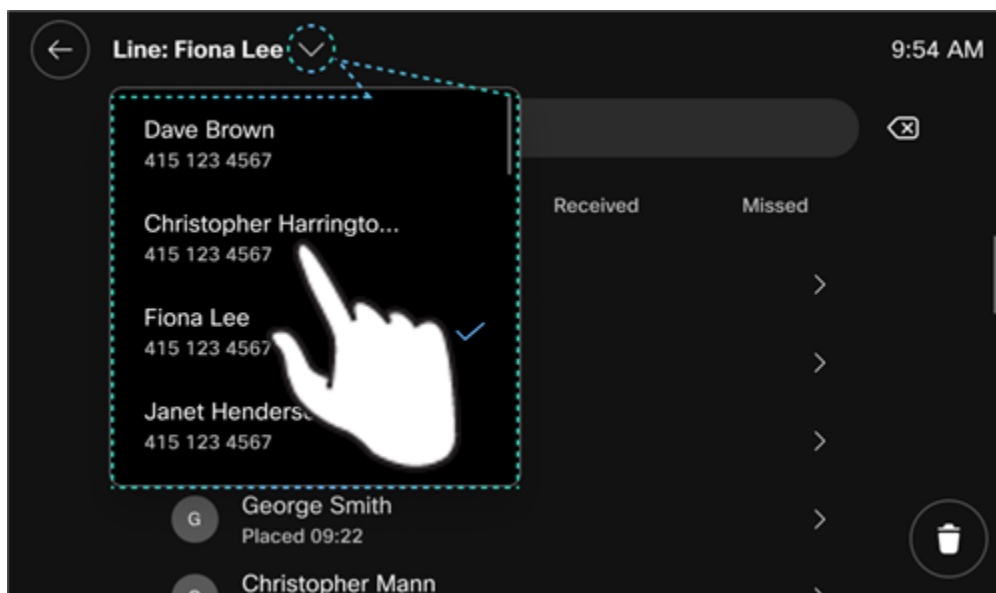 Line: Fiona Lee
9:54 AM
Dave Brown
415 123 4567
Christopher Harringto...
415 123 4567
Fiona Lee
415 123 4567
Janet
415 123 4567
Received
Missed
G
George Smith
Placed 09:22
Christopher Mann